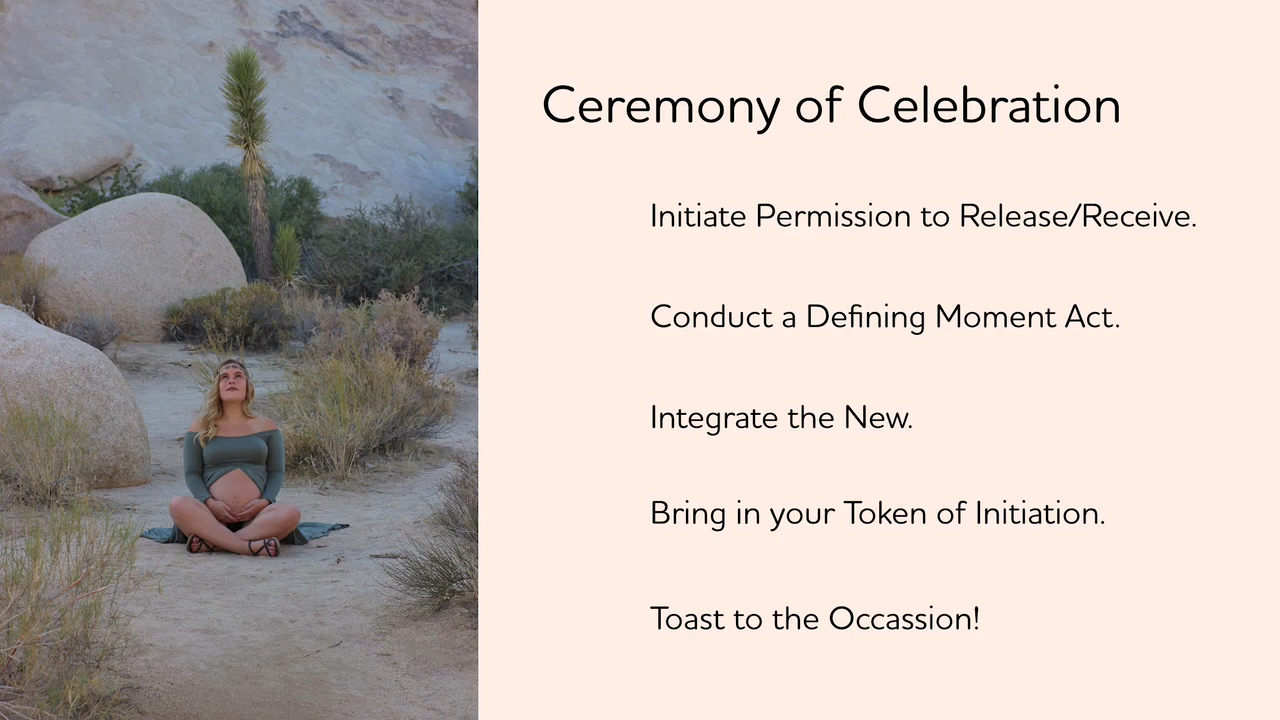 Ceremony of Celebration
Initiate Permission to Release/Receive.
Conduct a Defining Moment Act.
Integrate the New.
Bring in your Token of Initiation.
Toast to the Occassion!